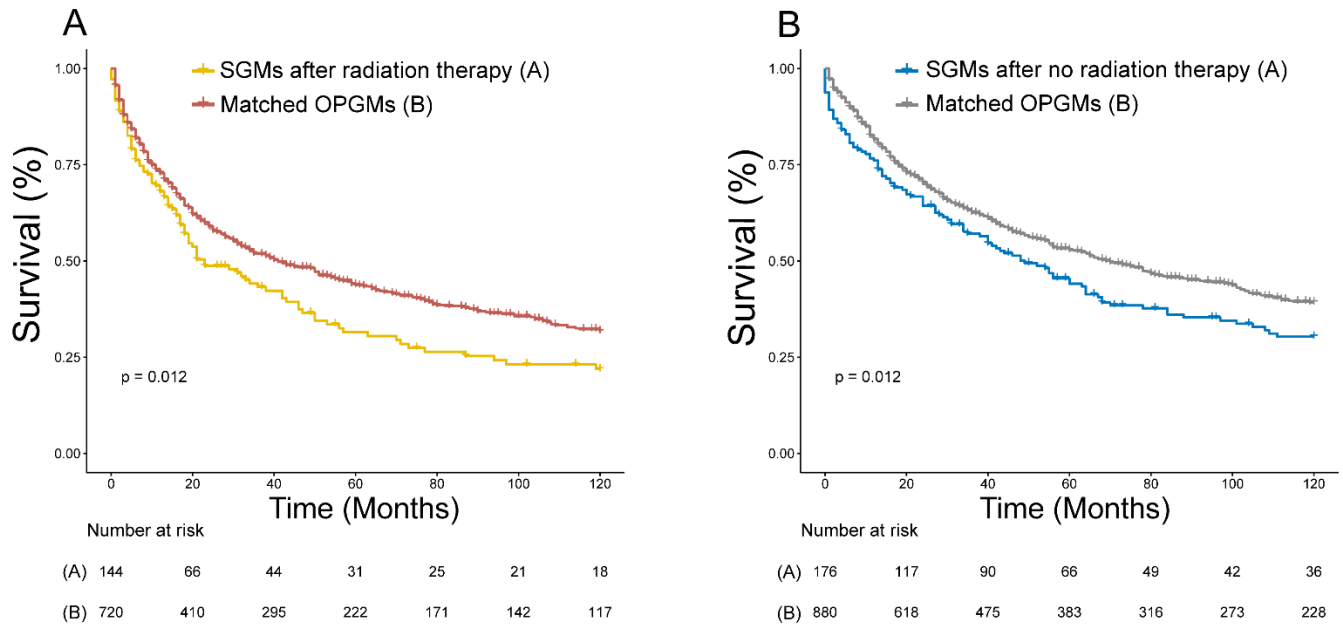 A
SGMs after radiation therapy (A)
Matched OPGMs (B)
Survival (%)
1.00
0.75
0.50
0.25
0.00
p = 0.012
0 20 40 60 80 100 120
Time (Months)
Number at risk
(A) 144 66 44 31 25 21 18
(B) 720 410 295 222 171 142 117
B
SGMs after no radiation therapy (A)
Matched OPGMs (B)
Survival (%)
1.00
0.75
0.50
0.25
0.00
p = 0.012
0 20 40 60 80 100 120
Time (Months)
Number at risk
(A) 176 117 90 66 49 42 36
(B) 880 618 475 383 316 273 228